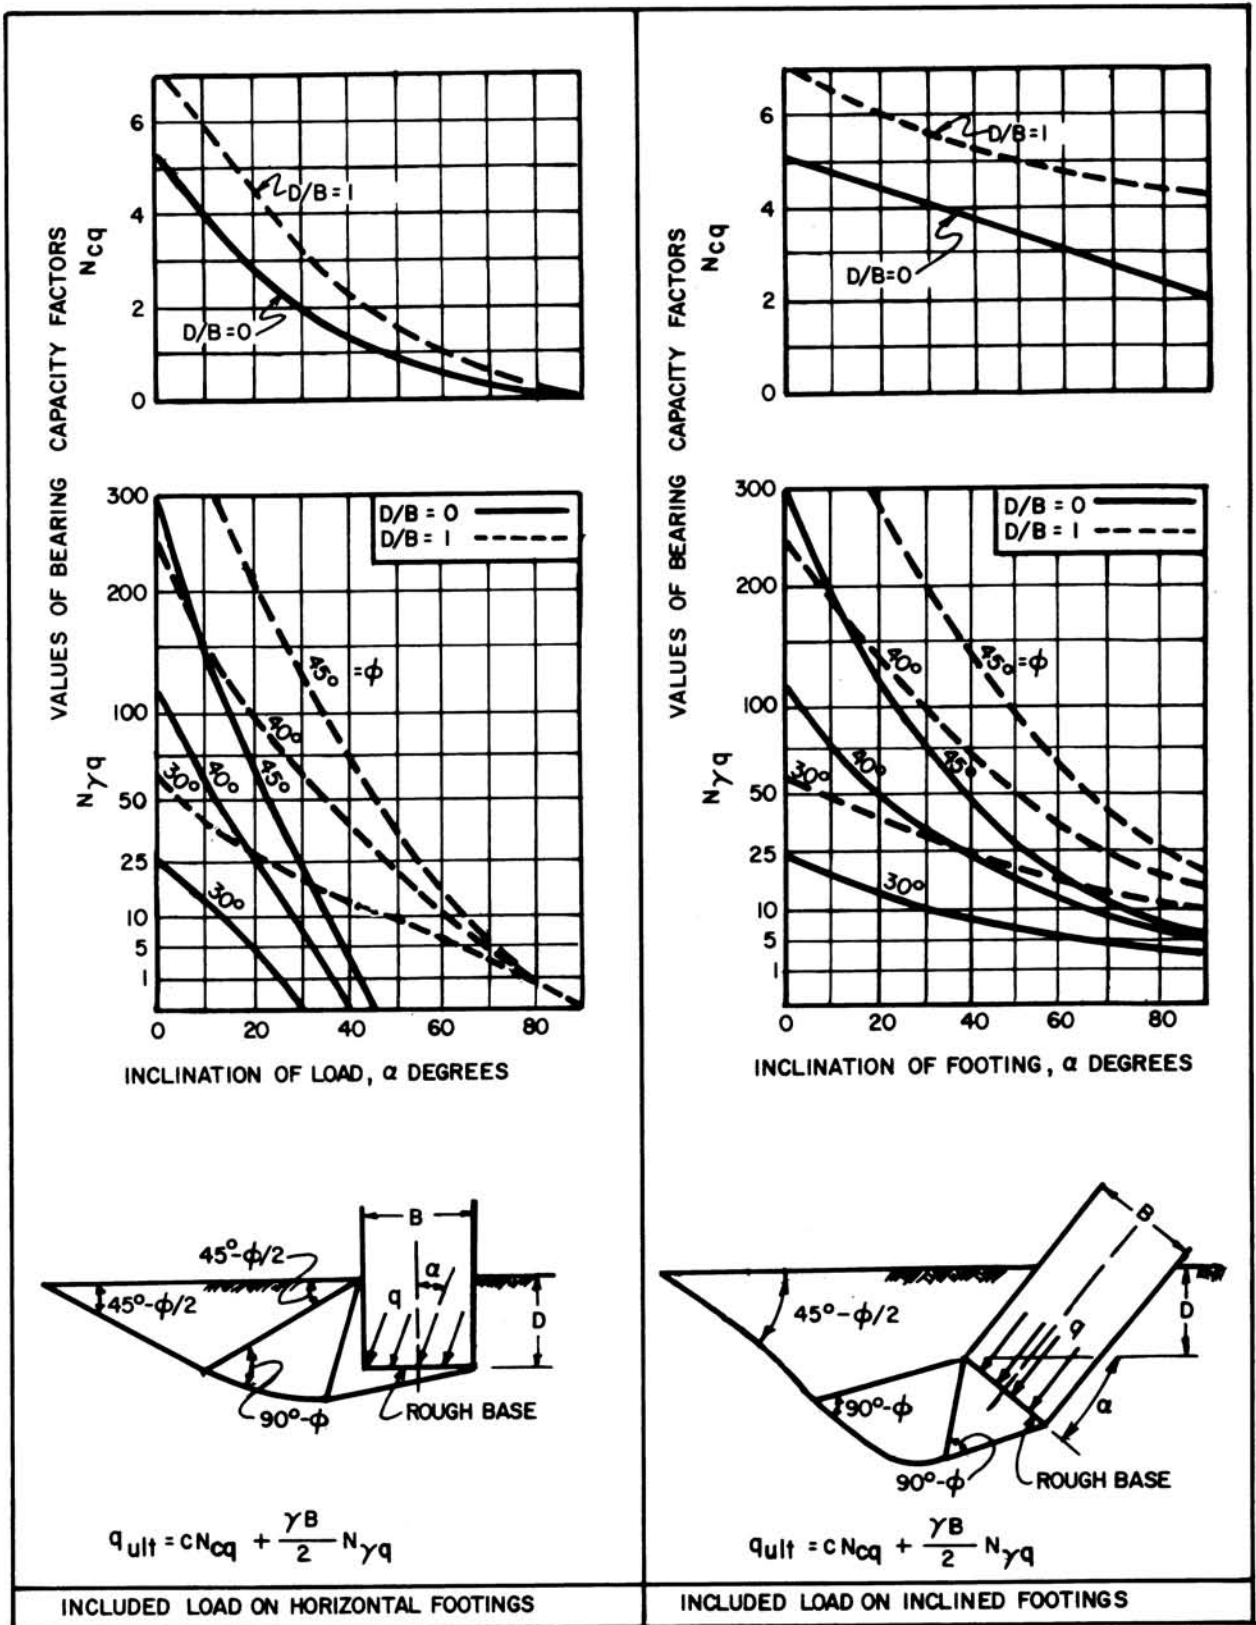 VALUES OF BEARING CAPACITY FACTORS
Ncq
6
4
2
0
D/B=1
D/B=0
Nγq
300
200
100
50
25
10
5
1
D/B = 0
D/B = 1
45° =ϕ
40°
45°
30°
40°
30°
0 20 40 60 80
INCLINATION OF LOAD, α DEGREES
B
45°-ϕ/2
α
45°-ϕ/2
q
D
90°-ϕ
ROUGH BASE
qult = cNcq + γB/2 Nγq
INCLUDED LOAD ON HORIZONTAL FOOTINGS
VALUES OF BEARING CAPACITY FACTORS
Ncq
6
4
2
0
D/B=1
D/B=0
Nγq
300
200
100
50
25
10
5
1
D/B = 0
D/B = 1
40°
45°=ϕ
30°
40°
45°
30°
0 20 40 60 80
INCLINATION OF FOOTING, α DEGREES
B
45°-ϕ/2
q
D
α
90°-ϕ
90°-ϕ
ROUGH BASE
qult = cNcq + γB/2 Nγq
INCLUDED LOAD ON INCLINED FOOTINGS